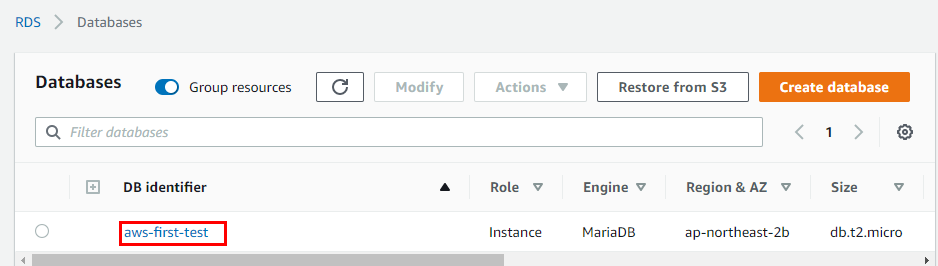 RDS > Databases
Databases Group resources Modify Actions Restore from S3 Create database
Filter databases 1
DB identifier Role Engine Region & AZ Size
aws-first-test Instance MariaDB ap-northeast-2b db.t2.micro